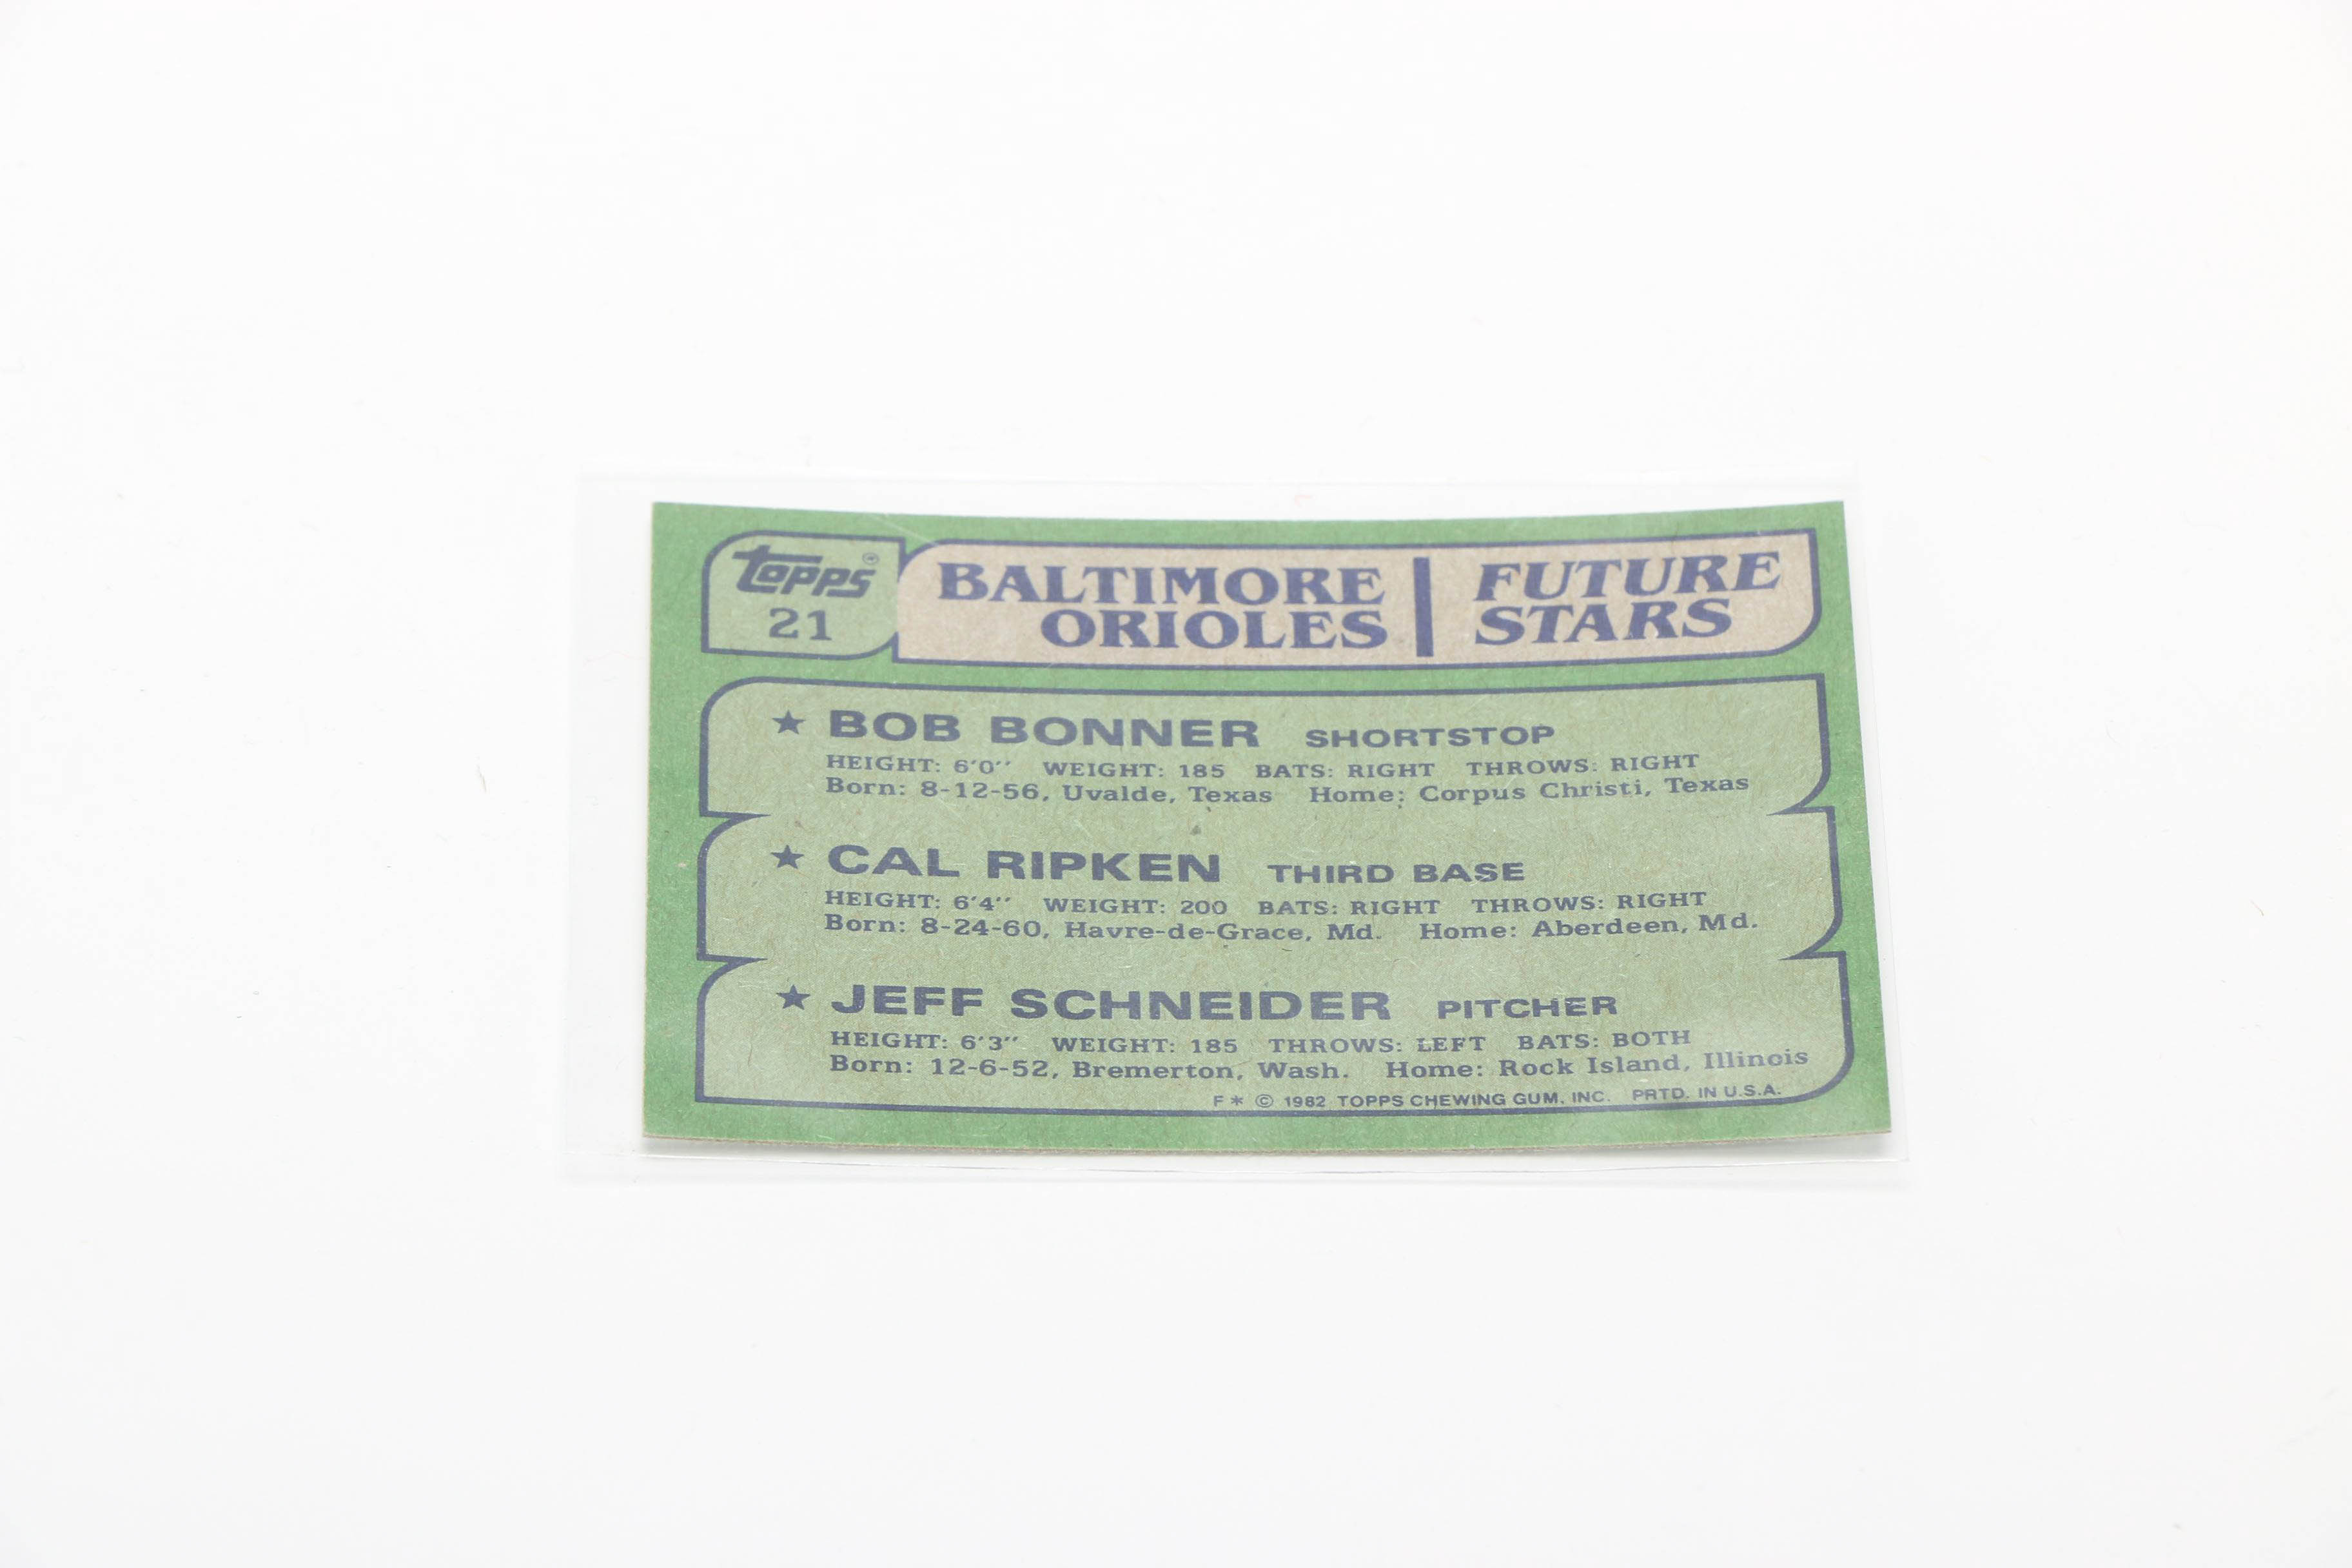 topps®
21
BALTIMORE
ORIOLES
FUTURE
STARS
★ BOB BONNER SHORTSTOP
HEIGHT: 6'0'' WEIGHT: 185 BATS: RIGHT THROWS: RIGHT
Born: 8-12-56, Uvalde, Texas Home: Corpus Christi, Texas
★ CAL RIPKEN THIRD BASE
HEIGHT: 6'4'' WEIGHT: 200 BATS: RIGHT THROWS: RIGHT
Born: 8-24-60, Havre-de-Grace, Md. Home: Aberdeen, Md.
★ JEFF SCHNEIDER PITCHER
HEIGHT: 6'3'' WEIGHT: 185 THROWS: LEFT BATS: BOTH
Born: 12-6-52, Bremerton, Wash. Home: Rock Island, Illinois
F* © 1982 TOPPS CHEWING GUM, INC. PRTD. IN U.S.A.